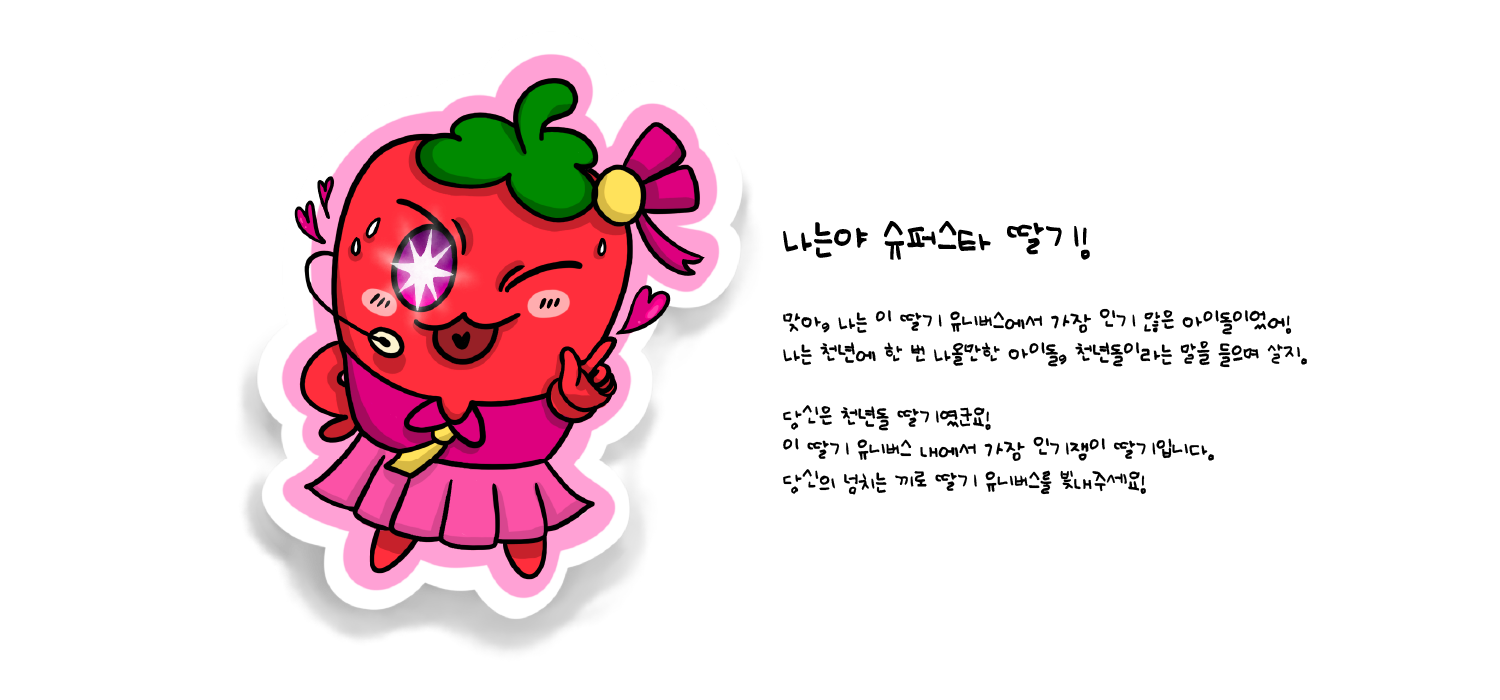 나는야 슈퍼스타 딸기!
맞아, 나는 이 딸기 유니버스에서 가장 인기 많은 아이돌이었어!
나는 천년에 한 번 나올만한 아이돌, 천년돌이라는 말을 들으며 살지.
당신은 천년돌 딸기였군요!
이 딸기 유니버스 내에서 가장 인기쟁이 딸기입니다.
당신의 넘치는 끼로 딸기 유니버스를 빛내주세요!